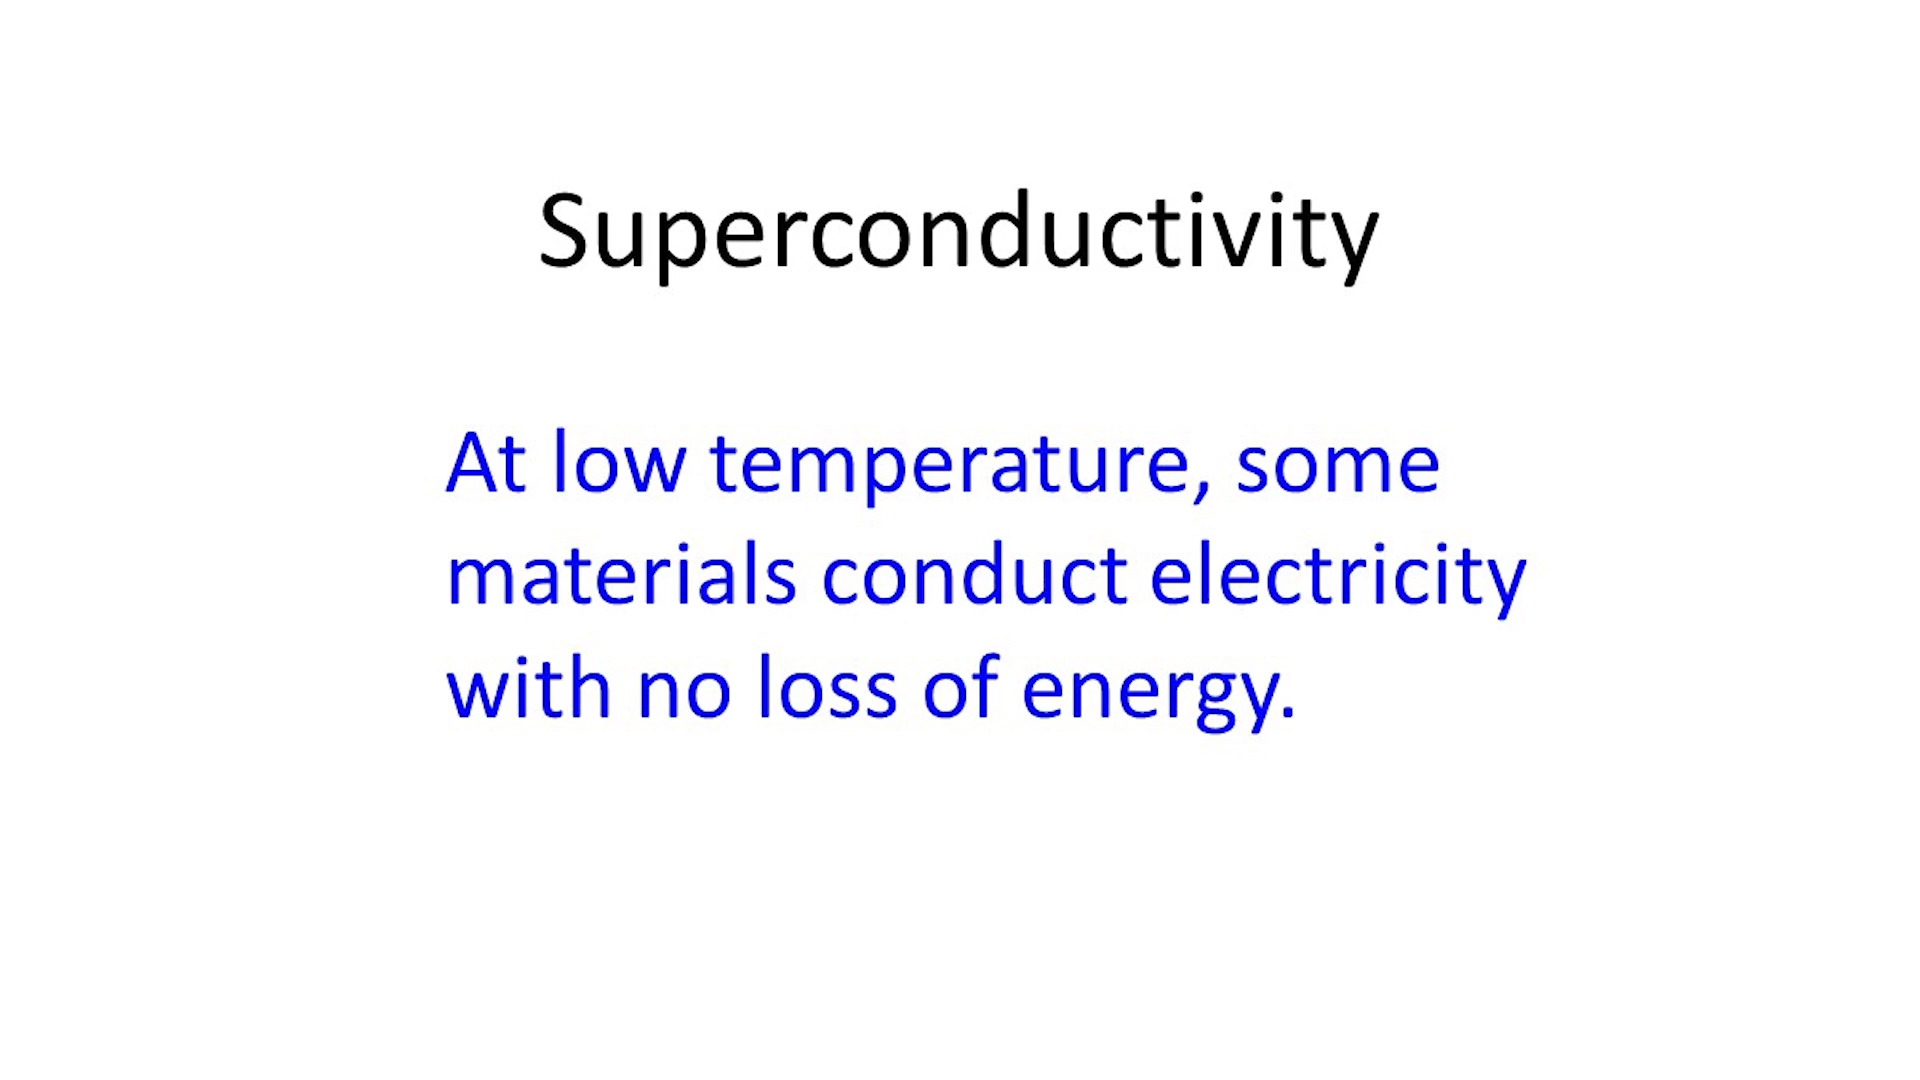 Superconductivity
At low temperature, some
materials conduct electricity
with no loss of energy.